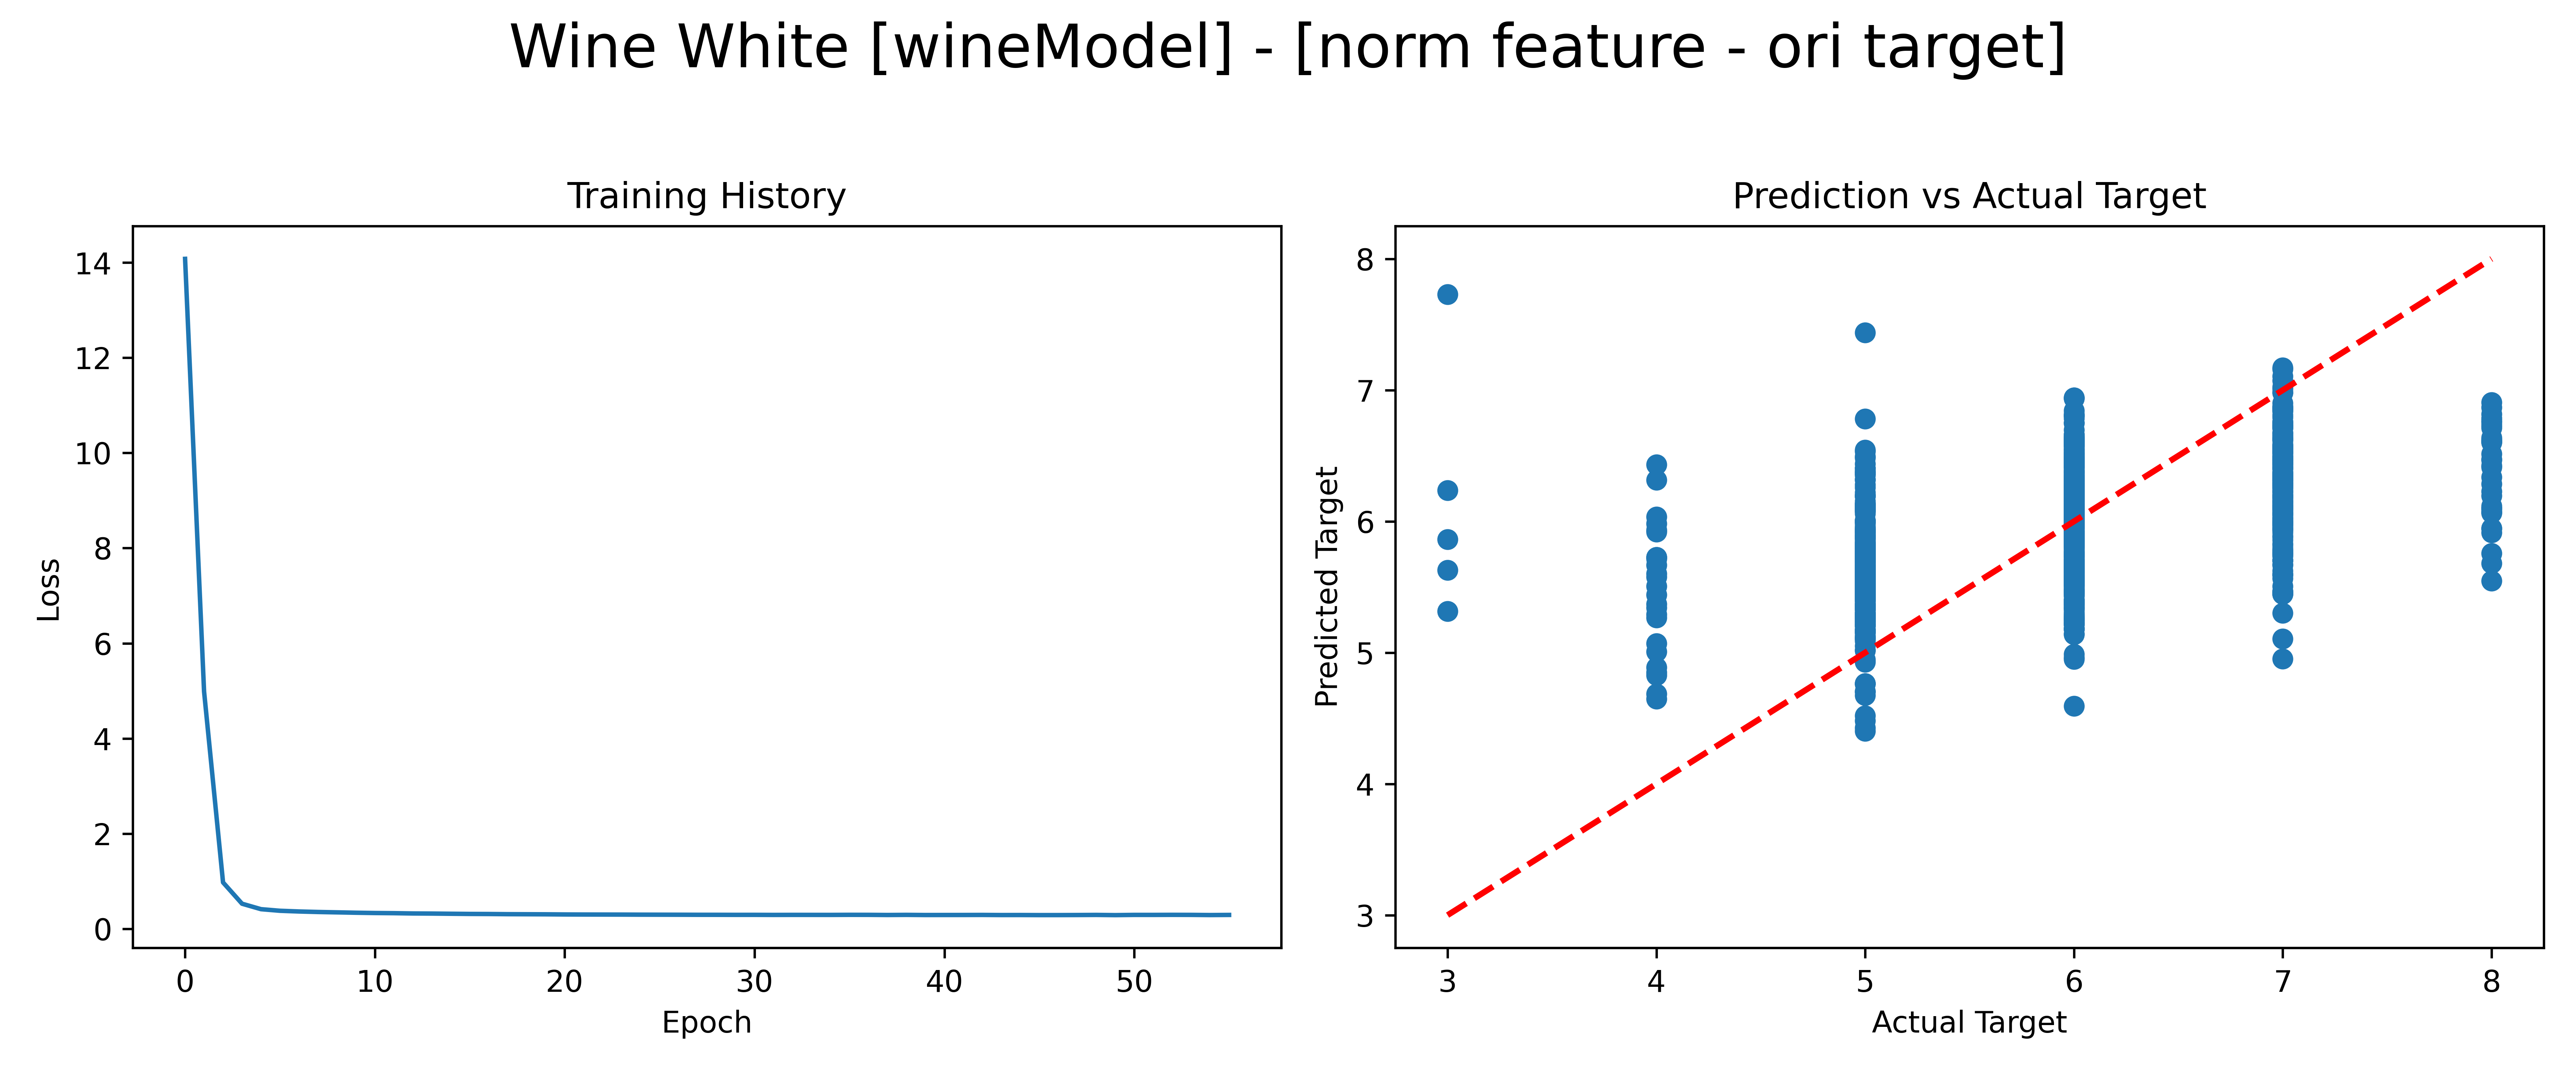 Wine White [wineModel] - [norm feature - ori target]
Training History
14
12
10
8
6
4
2
0
Loss
0 10 20 30 40 50
Epoch
Prediction vs Actual Target
8
7
6
5
4
3
Predicted Target
3 4 5 6 7 8
Actual Target